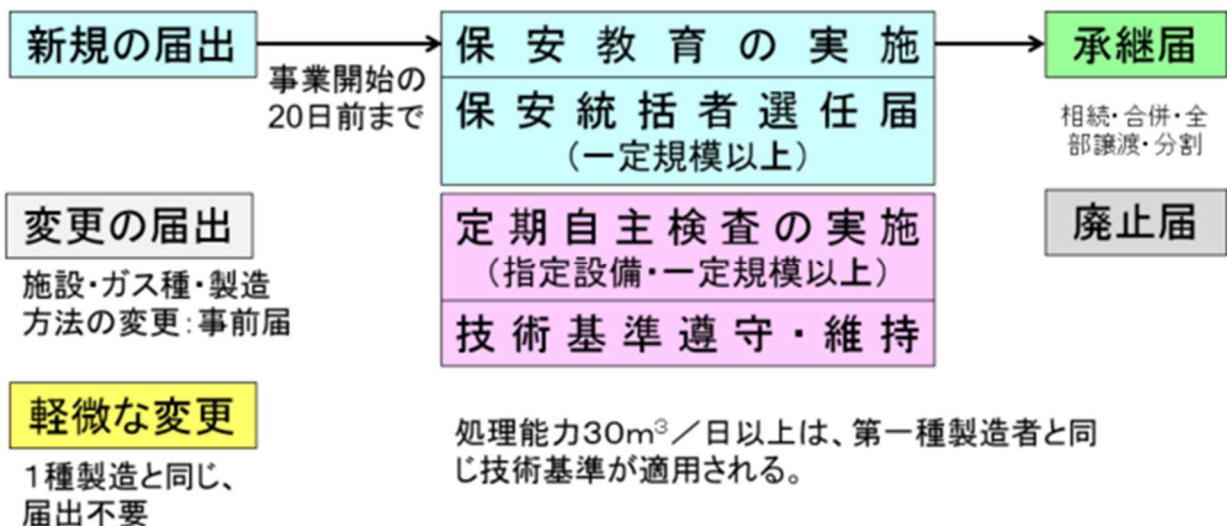 新規の届出
事業開始の
20日前まで
保安教育の実施
保安統括者選任届
（一定規模以上）
承継届
相続・合併・全
部譲渡・分割
変更の届出
施設・ガス種・製造
方法の変更：事前届
定期自主検査の実施
（指定設備・一定規模以上）
技術基準遵守・維持
廃止届
軽微な変更
1種製造と同じ、
届出不要
処理能力30m³／日以上は、第一種製造者と同
じ技術基準が適用される。